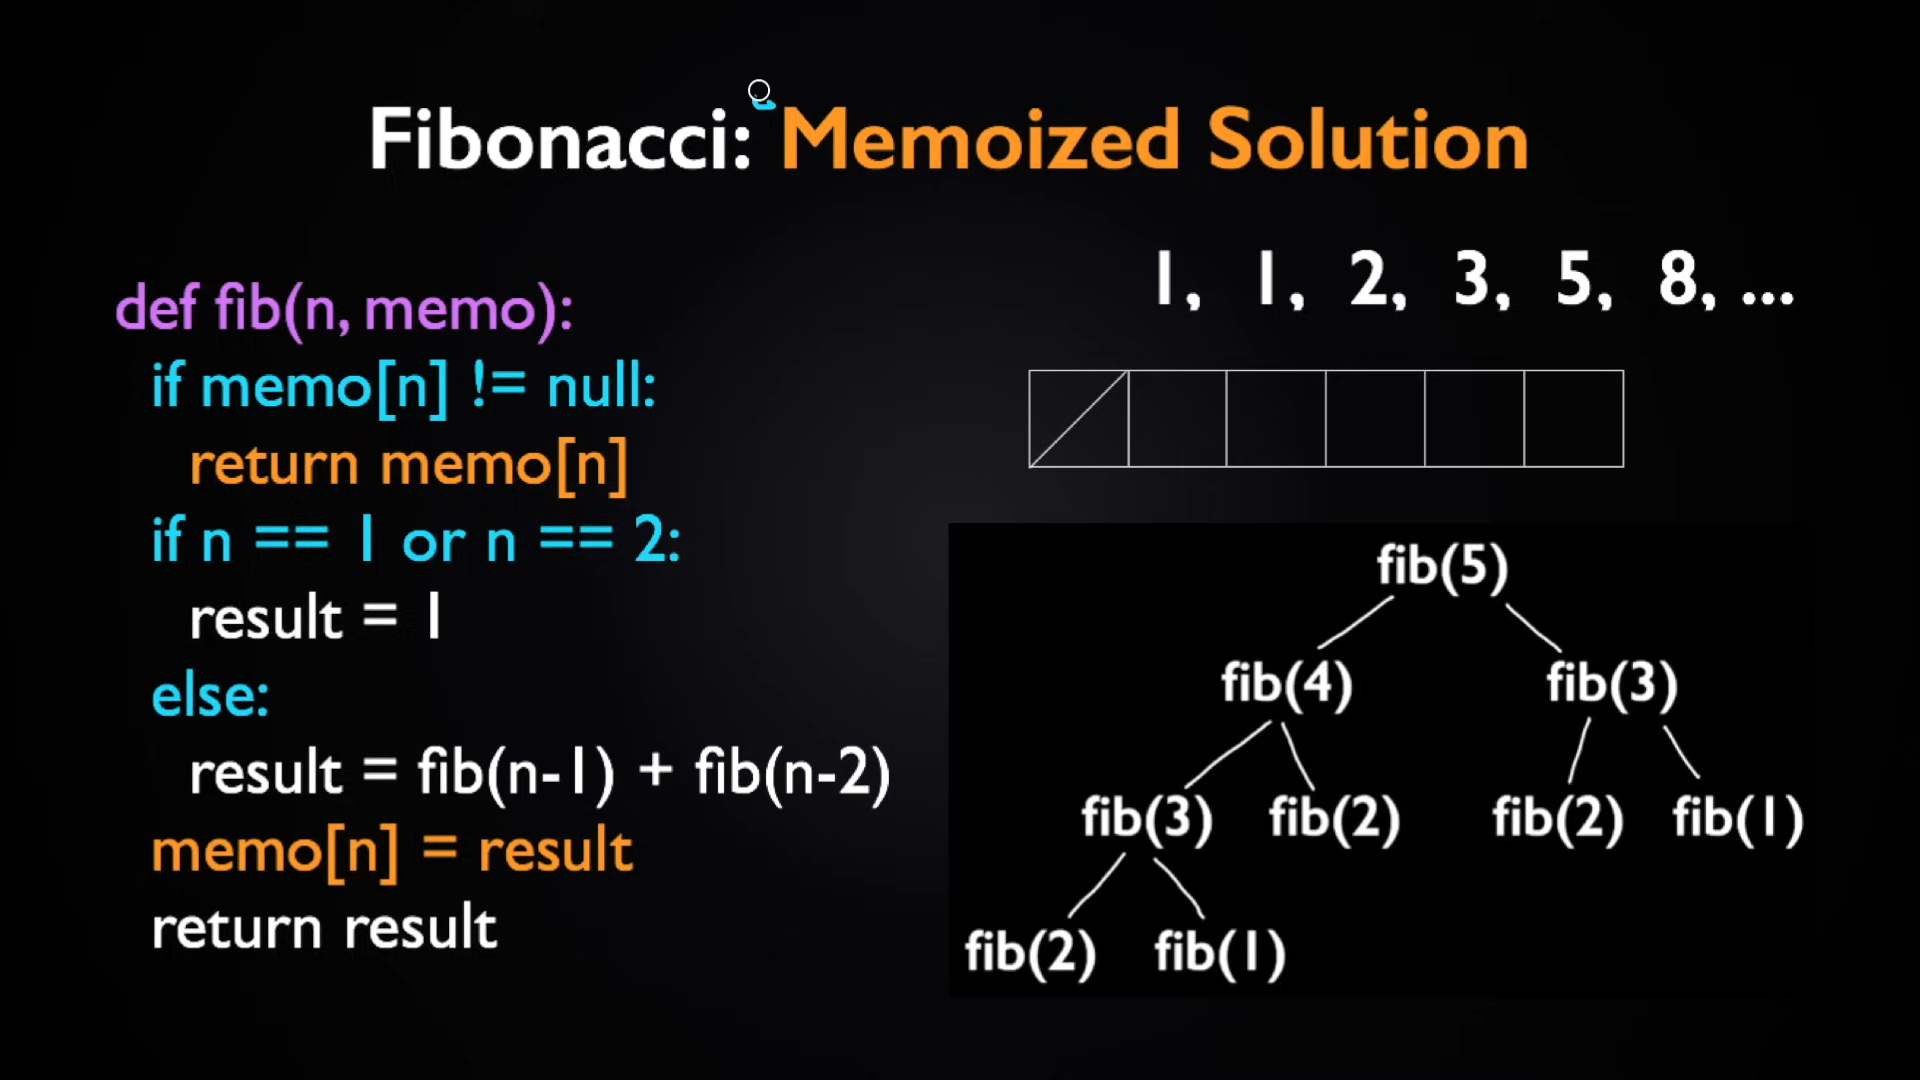 Fibonacci: Memoized Solution
def fib(n, memo):
if memo[n] != null:
return memo[n]
if n == 1 or n == 2:
result = 1
else:
result = fib(n-1) + fib(n-2)
memo[n] = result
return result
1, 1, 2, 3, 5, 8, ...
fib(5)
fib(4) fib(3)
fib(3) fib(2) fib(2) fib(1)
fib(2) fib(1)